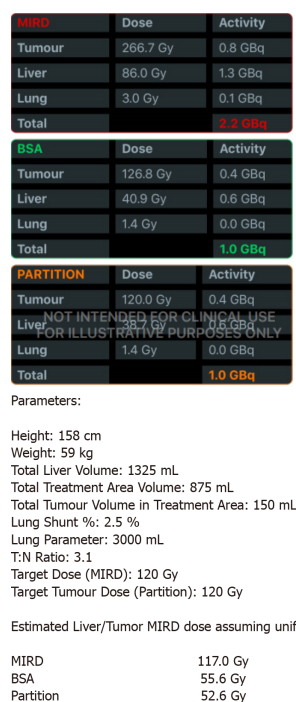 MIRD Dose Activity
Tumour 266.7 Gy 0.8 GBq
Liver 86.0 Gy 1.3 GBq
Lung 3.0 Gy 0.1 GBq
Total 2.2 GBq
BSA Dose Activity
Tumour 126.8 Gy 0.4 GBq
Liver 40.9 Gy 0.6 GBq
Lung 1.4 Gy 0.0 GBq
Total 1.0 GBq
PARTITION Dose Activity
Tumour 120.0 Gy 0.4 GBq
NOT INTENDED FOR CLINICAL USE
Liver 38.7 Gy 0.6 GBq
FOR ILLUSTRATIVE PURPOSES ONLY
Lung 1.4 Gy 0.0 GBq
Total 1.0 GBq
Parameters:
Height: 158 cm
Weight: 59 kg
Total Liver Volume: 1325 mL
Total Treatment Area Volume: 875 mL
Total Tumour Volume in Treatment Area: 150 mL
Lung Shunt %: 2.5 %
Lung Parameter: 3000 mL
T:N Ratio: 3.1
Target Dose (MIRD): 120 Gy
Target Tumour Dose (Partition): 120 Gy
Estimated Liver/Tumor MIRD dose assuming unif
MIRD 117.0 Gy
BSA 55.6 Gy
Partition 52.6 Gy